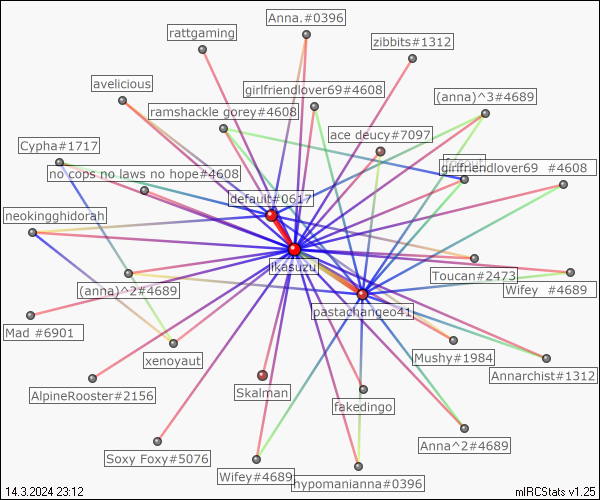 Anna.#0396
rattgaming
zibbits#1312
avelicious
girlfriendlover69#4608
(anna)^3#4689
ramshackle gorey#4608
ace deucy#7097
Cypha#1717
no cops no laws no hope#4608
girlfriendlover69 #4608
default#0617
neokingghidorah
ikasuzu
Toucan#2473
(anna)^2#4689
Wifey #4689
pastachangeo41
Mad #6901
xenoyaut
Mushy#1984
Annarchist#1312
AlpineRooster#2156
Skalman
fakedingo
Anna^2#4689
Soxy Foxy#5076
Wifey#4689
hypomanianna#0396
14.3.2024 23:12
mIRCStats v1.25